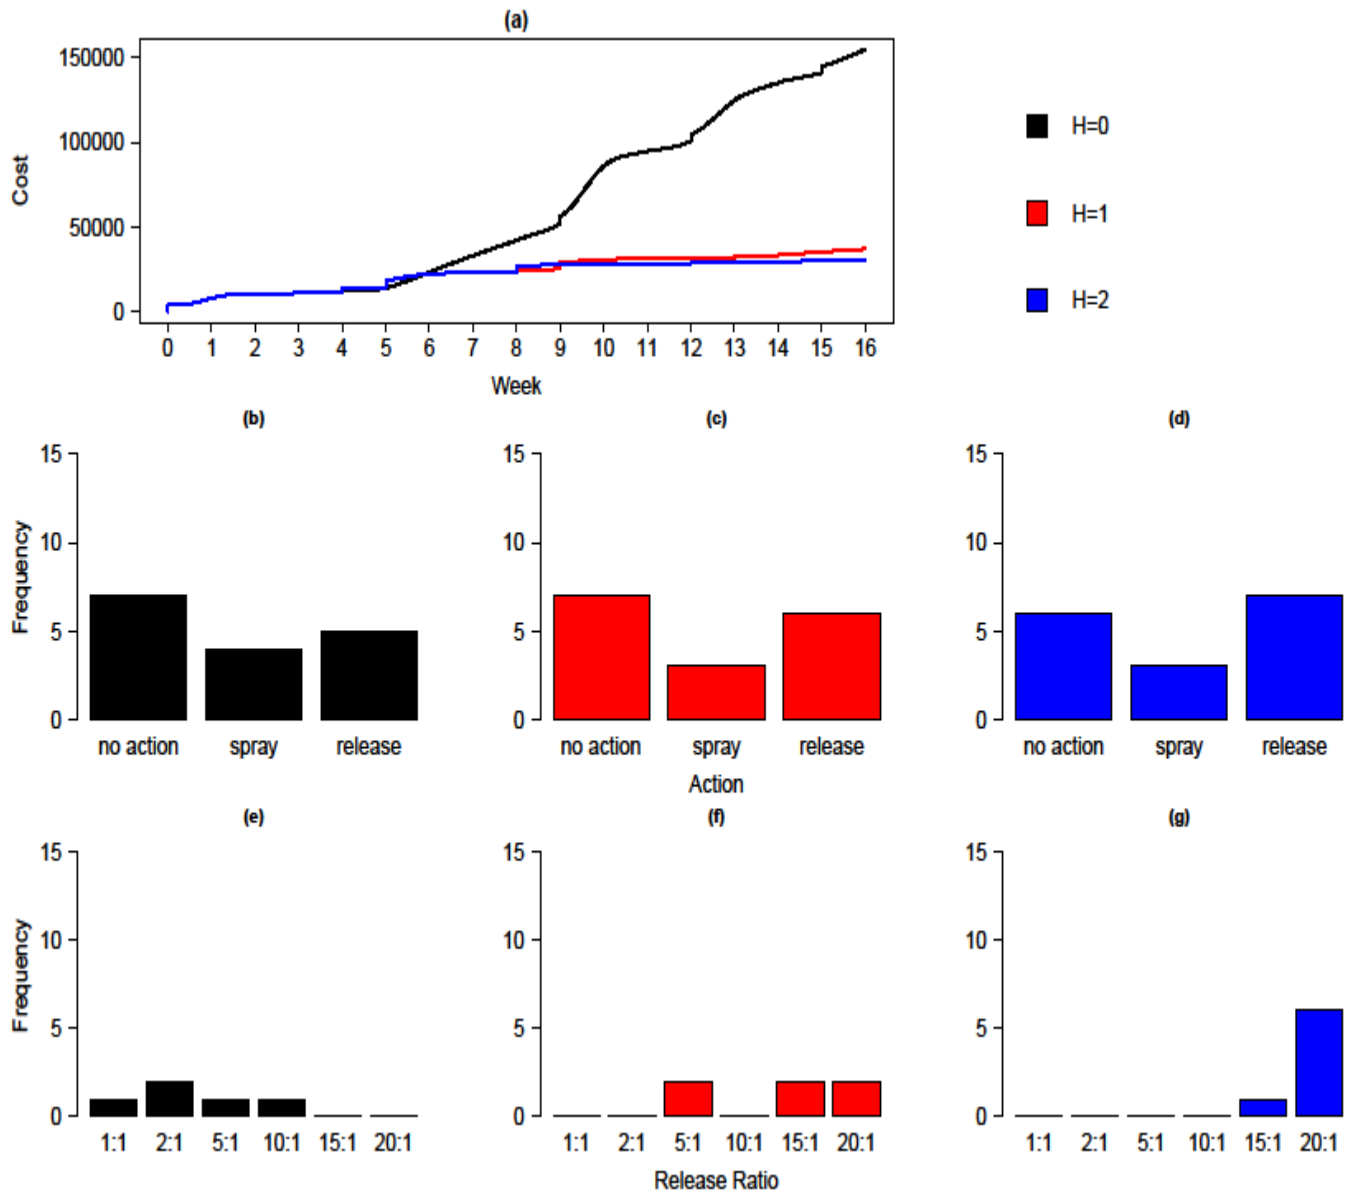 (a)
150000
100000
50000
0
Cost
0 1 2 3 4 5 6 7 8 9 10 11 12 13 14 15 16
Week
H=0
H=1
H=2
(b)
15
10
5
0
Frequency
no action spray release
(c)
15
10
5
0
no action spray release
Action
(d)
15
10
5
0
no action spray release
(e)
15
10
5
0
Frequency
1:1 2:1 5:1 10:1 15:1 20:1
(f)
15
10
5
0
1:1 2:1 5:1 10:1 15:1 20:1
Release Ratio
(g)
15
10
5
0
1:1 2:1 5:1 10:1 15:1 20:1